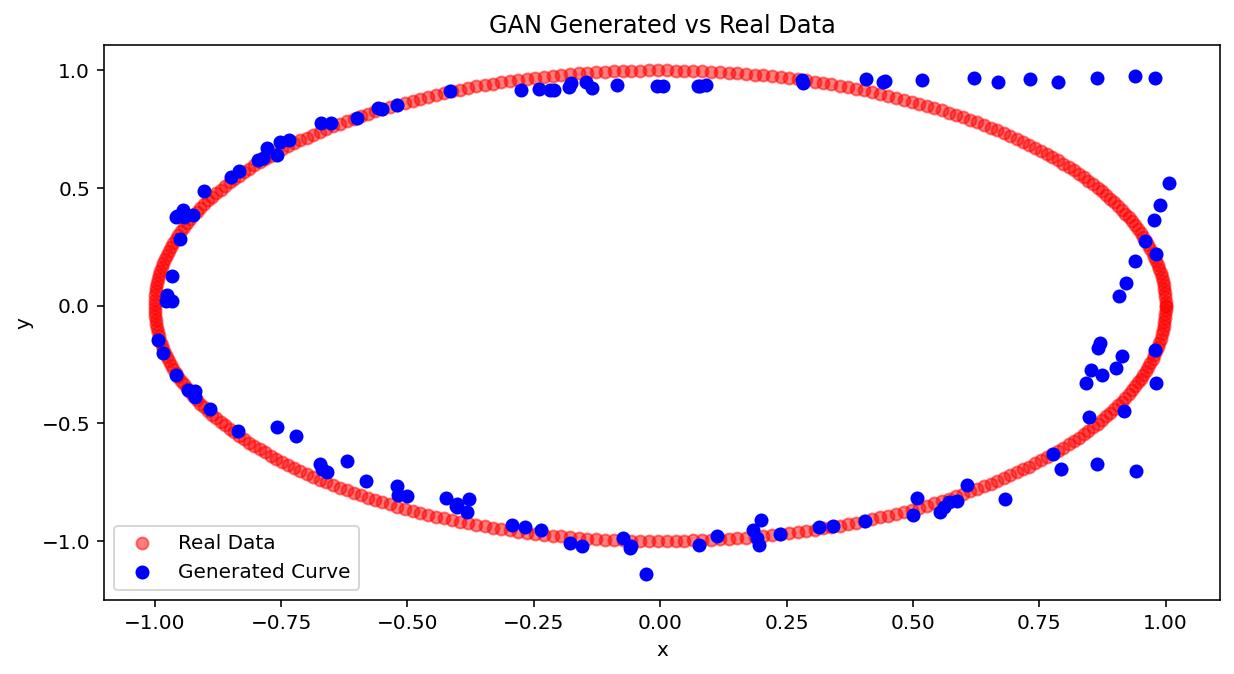 GAN Generated vs Real Data
1.0
0.5
0.0
−0.5
−1.0
y
Real Data
Generated Curve
−1.00 −0.75 −0.50 −0.25 0.00 0.25 0.50 0.75 1.00
x